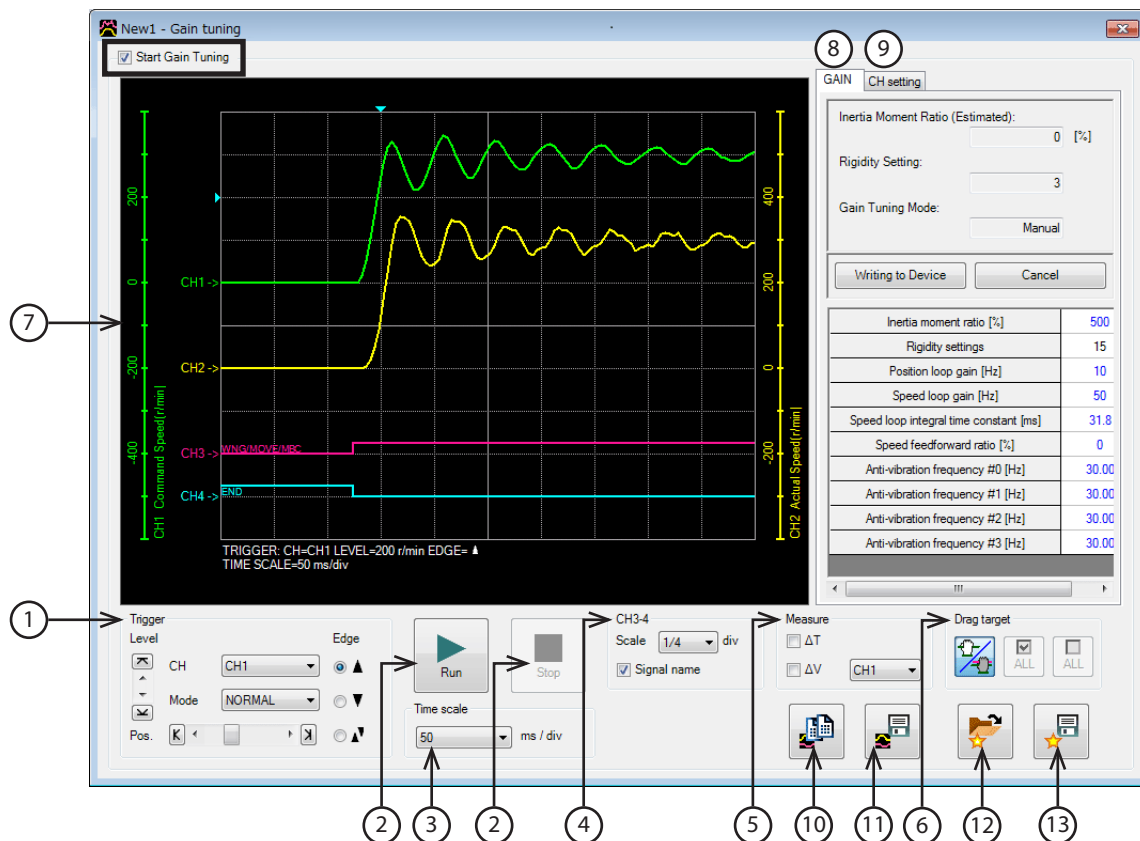 New1 - Gain tuning
Start Gain Tuning
8
9
GAIN
CH setting
Inertia Moment Ratio (Estimated):
0 [%]
Rigidity Setting:
3
Gain Tuning Mode:
Manual
Writing to Device
Cancel
Inertia moment ratio [%] 500
Rigidity settings 15
Position loop gain [Hz] 10
Speed loop gain [Hz] 50
Speed loop integral time constant [ms] 31.8
Speed feedforward ratio [%] 0
Anti-vibration frequency #0 [Hz] 30.00
Anti-vibration frequency #1 [Hz] 30.00
Anti-vibration frequency #2 [Hz] 30.00
Anti-vibration frequency #3 [Hz] 30.00
7
200
0
-200
-400
CH1 Command Speed[r/min]
CH1 ->
CH2 ->
CH3 -> WNG/MOVE/MBC
CH4 -> END
400
200
0
-200
CH2 Actual Speed[r/min]
TRIGGER: CH=CH1 LEVEL=200 r/min EDGE=
TIME SCALE=50 ms/div
1
Trigger
Level
Edge
CH CH1
Mode NORMAL
Pos.
Run
Stop
Time scale
50 ms / div
CH3-4
Scale 1/4 div
Signal name
Measure
ΔT
ΔV CH1
Drag target
ALL
ALL
2
3
2
4
5
10
11
6
12
13